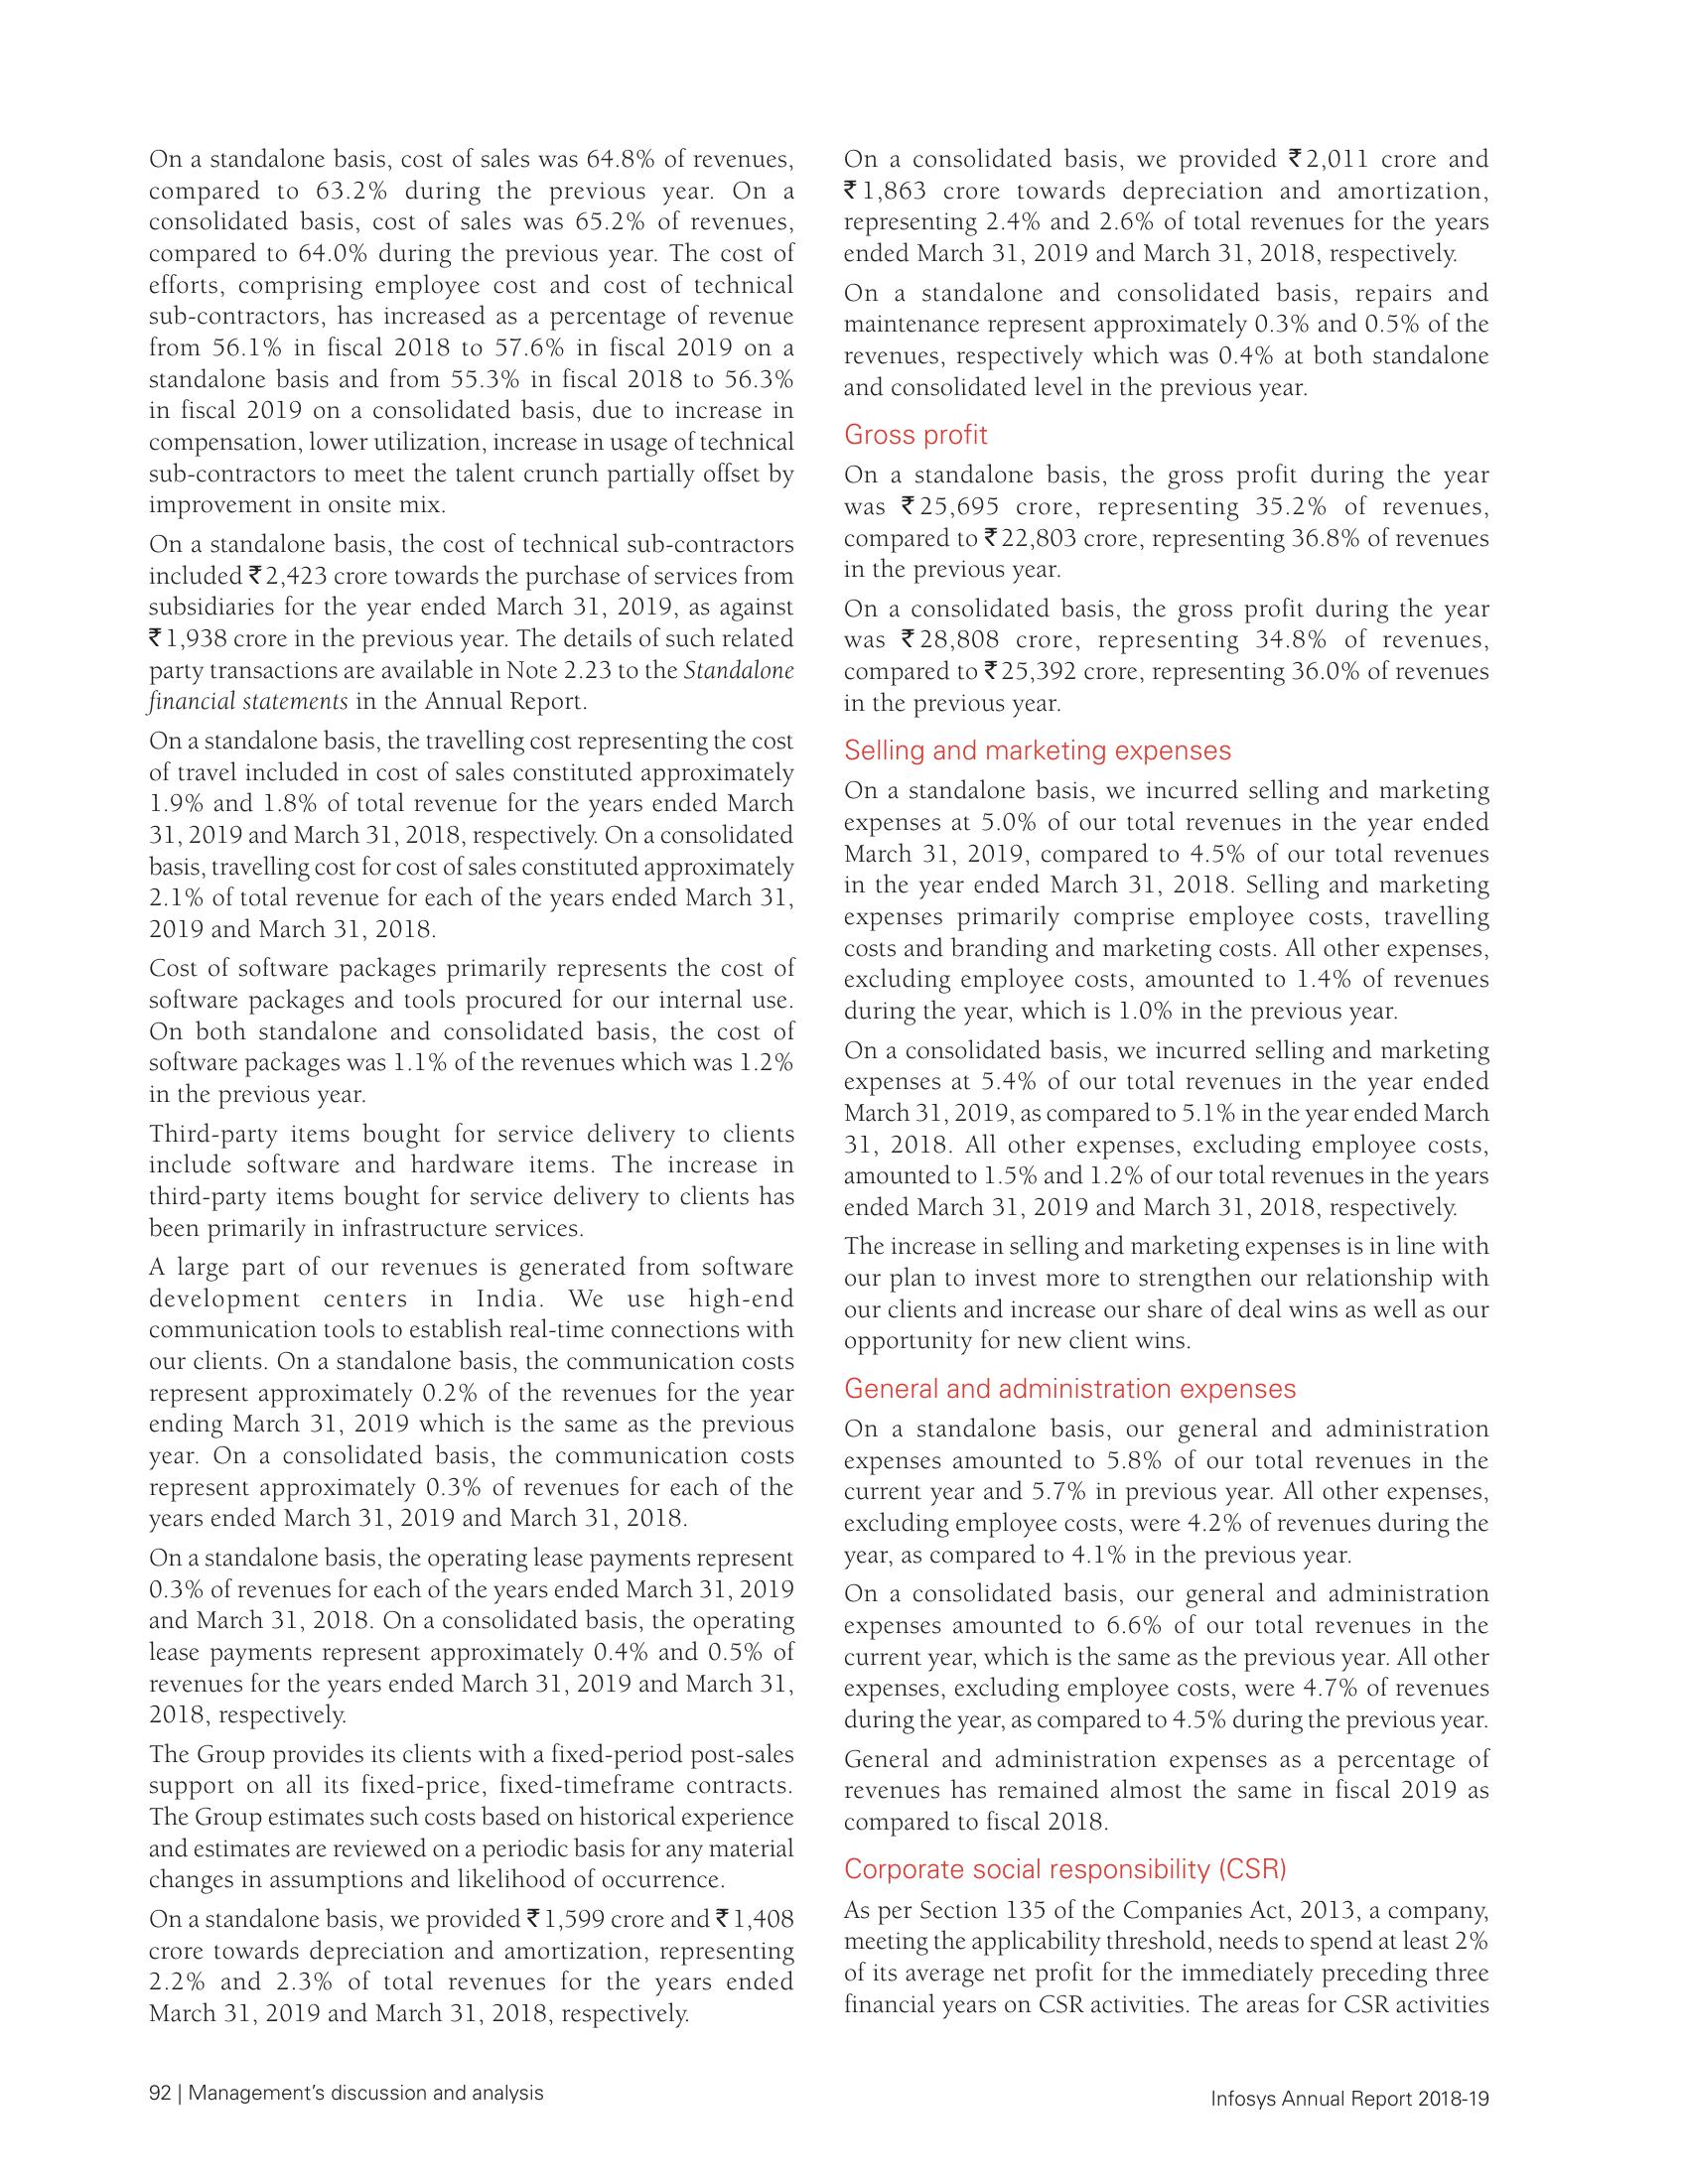 On a standalone basis, cost of sales was 64.8% of revenues,
compared to 63.2% during the previous year. On a
consolidated basis, cost of sales was 65.2% of revenues,
compared to 64.0% during the previous year. The cost of
efforts, comprising employee cost and cost of technical
sub-contractors, has increased as a percentage of revenue
from 56.1% in fiscal 2018 to 57.6% in fiscal 2019 on a
standalone basis and from 55.3% in fiscal 2018 to 56.3%
in fiscal 2019 on a consolidated basis, due to increase in
compensation, lower utilization, increase in usage of technical
sub-contractors to meet the talent crunch partially offset by
improvement in onsite mix.
On a standalone basis, the cost of technical sub-contractors
included ₹2,423 crore towards the purchase of services from
subsidiaries for the year ended March 31, 2019, as against
₹1,938 crore in the previous year. The details of such related
party transactions are available in Note 2.23 to the Standalone
financial statements in the Annual Report.
On a standalone basis, the travelling cost representing the cost
of travel included in cost of sales constituted approximately
1.9% and 1.8% of total revenue for the years ended March
31, 2019 and March 31, 2018, respectively. On a consolidated
basis, travelling cost for cost of sales constituted approximately
2.1% of total revenue for each of the years ended March 31,
2019 and March 31, 2018.
Cost of software packages primarily represents the cost of
software packages and tools procured for our internal use.
On both standalone and consolidated basis, the cost of
software packages was 1.1% of the revenues which was 1.2%
in the previous year.
Third-party items bought for service delivery to clients
include software and hardware items. The increase in
third-party items bought for service delivery to clients has
been primarily in infrastructure services.
A large part of our revenues is generated from software
development centers in India. We use high-end
communication tools to establish real-time connections with
our clients. On a standalone basis, the communication costs
represent approximately 0.2% of the revenues for the year
ending March 31, 2019 which is the same as the previous
year. On a consolidated basis, the communication costs
represent approximately 0.3% of revenues for each of the
years ended March 31, 2019 and March 31, 2018.
On a standalone basis, the operating lease payments represent
0.3% of revenues for each of the years ended March 31, 2019
and March 31, 2018. On a consolidated basis, the operating
lease payments represent approximately 0.4% and 0.5% of
revenues for the years ended March 31, 2019 and March 31,
2018, respectively.
The Group provides its clients with a fixed-period post-sales
support on all its fixed-price, fixed-timeframe contracts.
The Group estimates such costs based on historical experience
and estimates are reviewed on a periodic basis for any material
changes in assumptions and likelihood of occurrence.
On a standalone basis, we provided ₹1,599 crore and ₹1,408
crore towards depreciation and amortization, representing
2.2% and 2.3% of total revenues for the years ended
March 31, 2019 and March 31, 2018, respectively.
On a consolidated basis, we provided ₹2,011 crore and
₹1,863 crore towards depreciation and amortization,
representing 2.4% and 2.6% of total revenues for the years
ended March 31, 2019 and March 31, 2018, respectively.
On a standalone and consolidated basis, repairs and
maintenance represent approximately 0.3% and 0.5% of the
revenues, respectively which was 0.4% at both standalone
and consolidated level in the previous year.
Gross profit
On a standalone basis, the gross profit during the year
was ₹25,695 crore, representing 35.2% of revenues,
compared to ₹22,803 crore, representing 36.8% of revenues
in the previous year.
On a consolidated basis, the gross profit during the year
was ₹28,808 crore, representing 34.8% of revenues,
compared to ₹25,392 crore, representing 36.0% of revenues
in the previous year.
Selling and marketing expenses
On a standalone basis, we incurred selling and marketing
expenses at 5.0% of our total revenues in the year ended
March 31, 2019, compared to 4.5% of our total revenues
in the year ended March 31, 2018. Selling and marketing
expenses primarily comprise employee costs, travelling
costs and branding and marketing costs. All other expenses,
excluding employee costs, amounted to 1.4% of revenues
during the year, which is 1.0% in the previous year.
On a consolidated basis, we incurred selling and marketing
expenses at 5.4% of our total revenues in the year ended
March 31, 2019, as compared to 5.1% in the year ended March
31, 2018. All other expenses, excluding employee costs,
amounted to 1.5% and 1.2% of our total revenues in the years
ended March 31, 2019 and March 31, 2018, respectively.
The increase in selling and marketing expenses is in line with
our plan to invest more to strengthen our relationship with
our clients and increase our share of deal wins as well as our
opportunity for new client wins.
General and administration expenses
On a standalone basis, our general and administration
expenses amounted to 5.8% of our total revenues in the
current year and 5.7% in previous year. All other expenses,
excluding employee costs, were 4.2% of revenues during the
year, as compared to 4.1% in the previous year.
On a consolidated basis, our general and administration
expenses amounted to 6.6% of our total revenues in the
current year, which is the same as the previous year. All other
expenses, excluding employee costs, were 4.7% of revenues
during the year, as compared to 4.5% during the previous year.
General and administration expenses as a percentage of
revenues has remained almost the same in fiscal 2019 as
compared to fiscal 2018.
Corporate social responsibility (CSR)
As per Section 135 of the Companies Act, 2013, a company,
meeting the applicability threshold, needs to spend at least 2%
of its average net profit for the immediately preceding three
financial years on CSR activities. The areas for CSR activities
92 | Management's discussion and analysis
Infosys Annual Report 2018-19